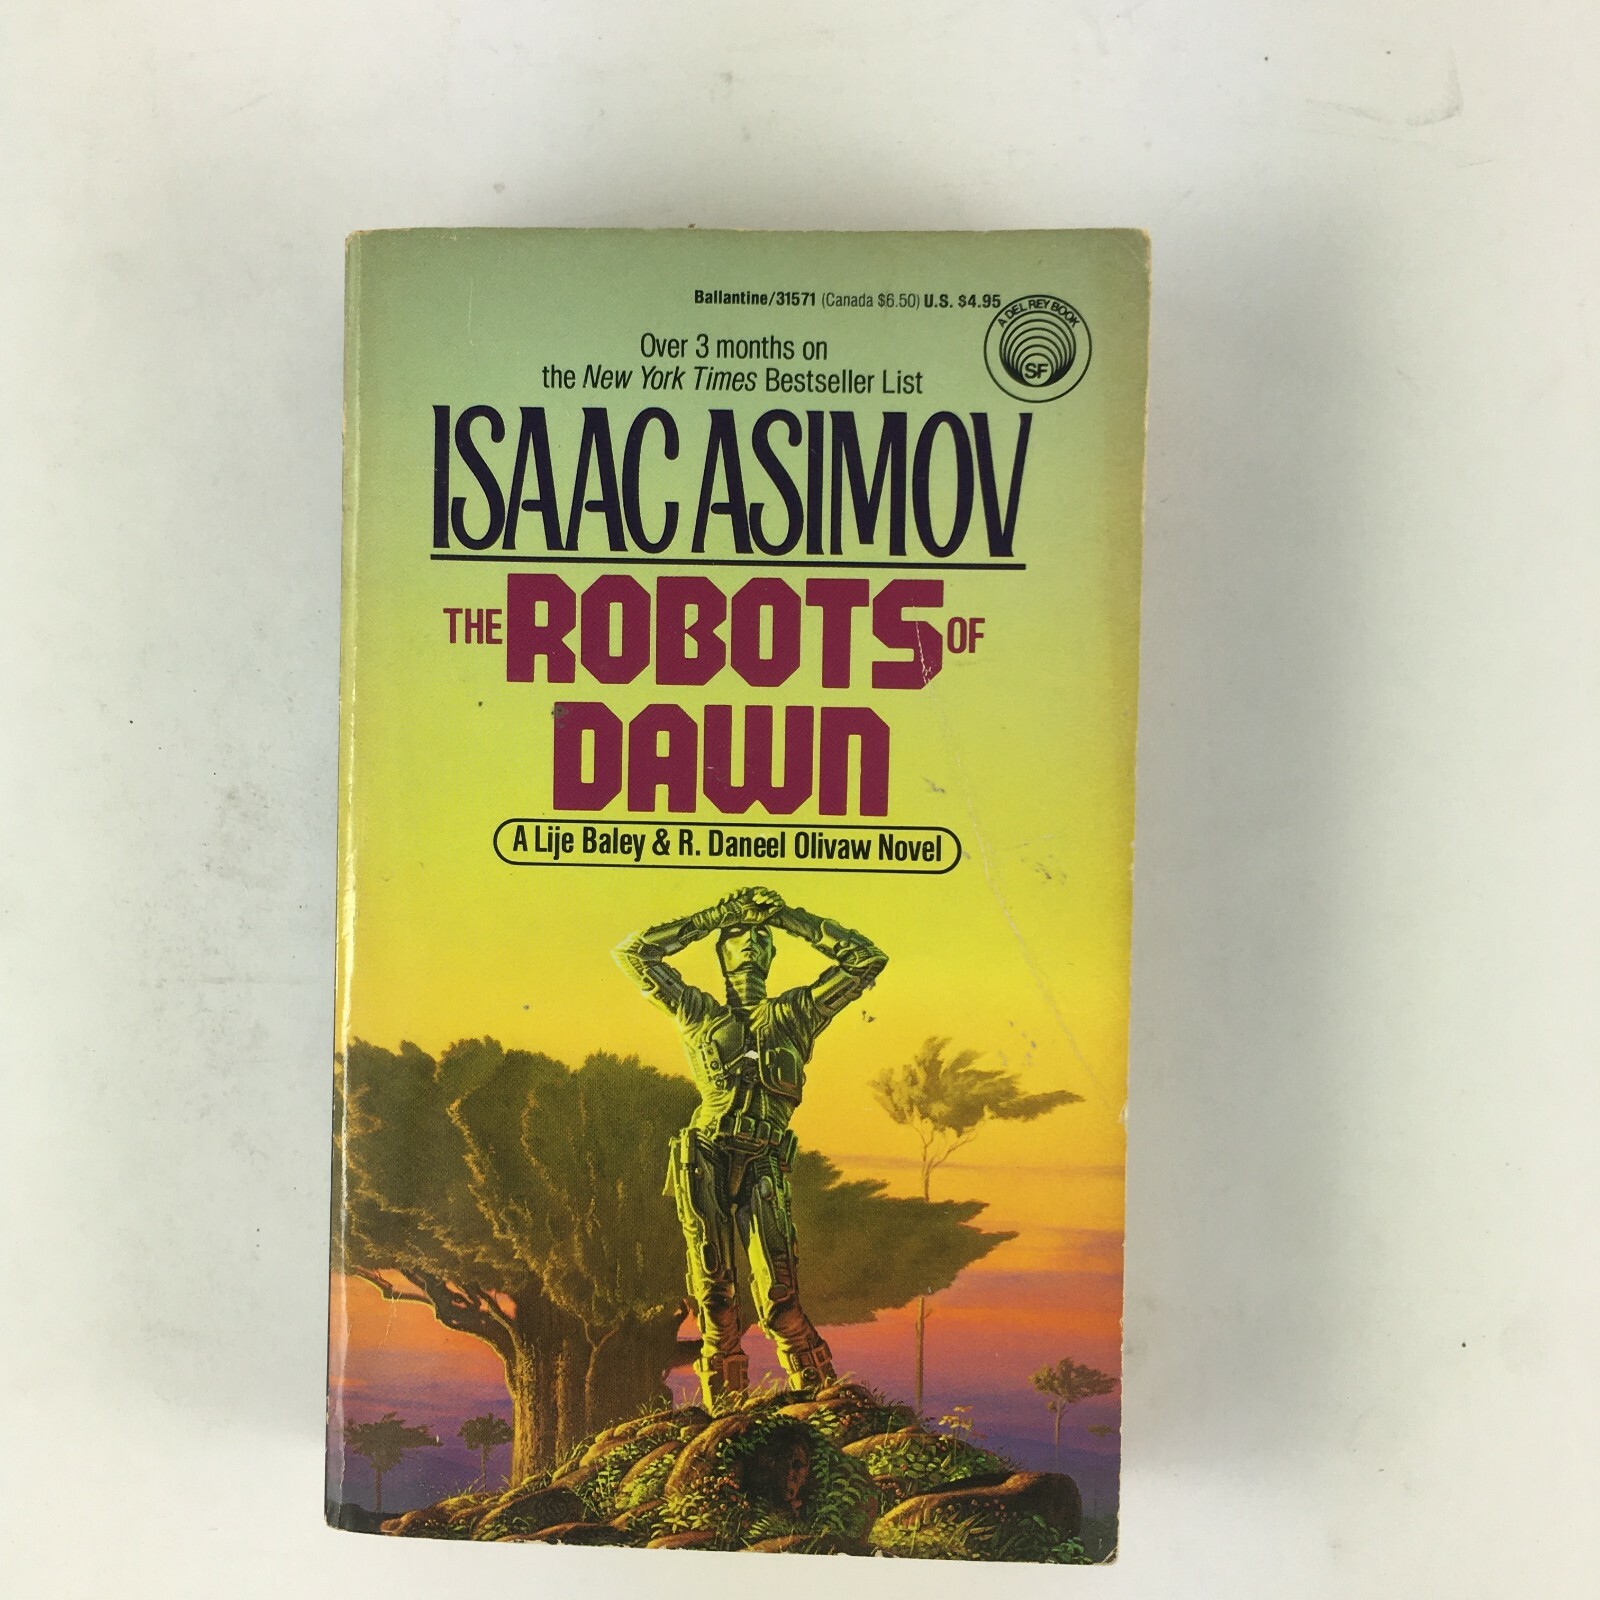 Ballantine/31571 (Canada $6.50) U.S. $4.95
A DEL REY BOOK
SF
Over 3 months on
the New York Times Bestseller List
ISAAC ASIMOV
THE ROBOTS OF
DAWN
A Lije Baley & R. Daneel Olivaw Novel